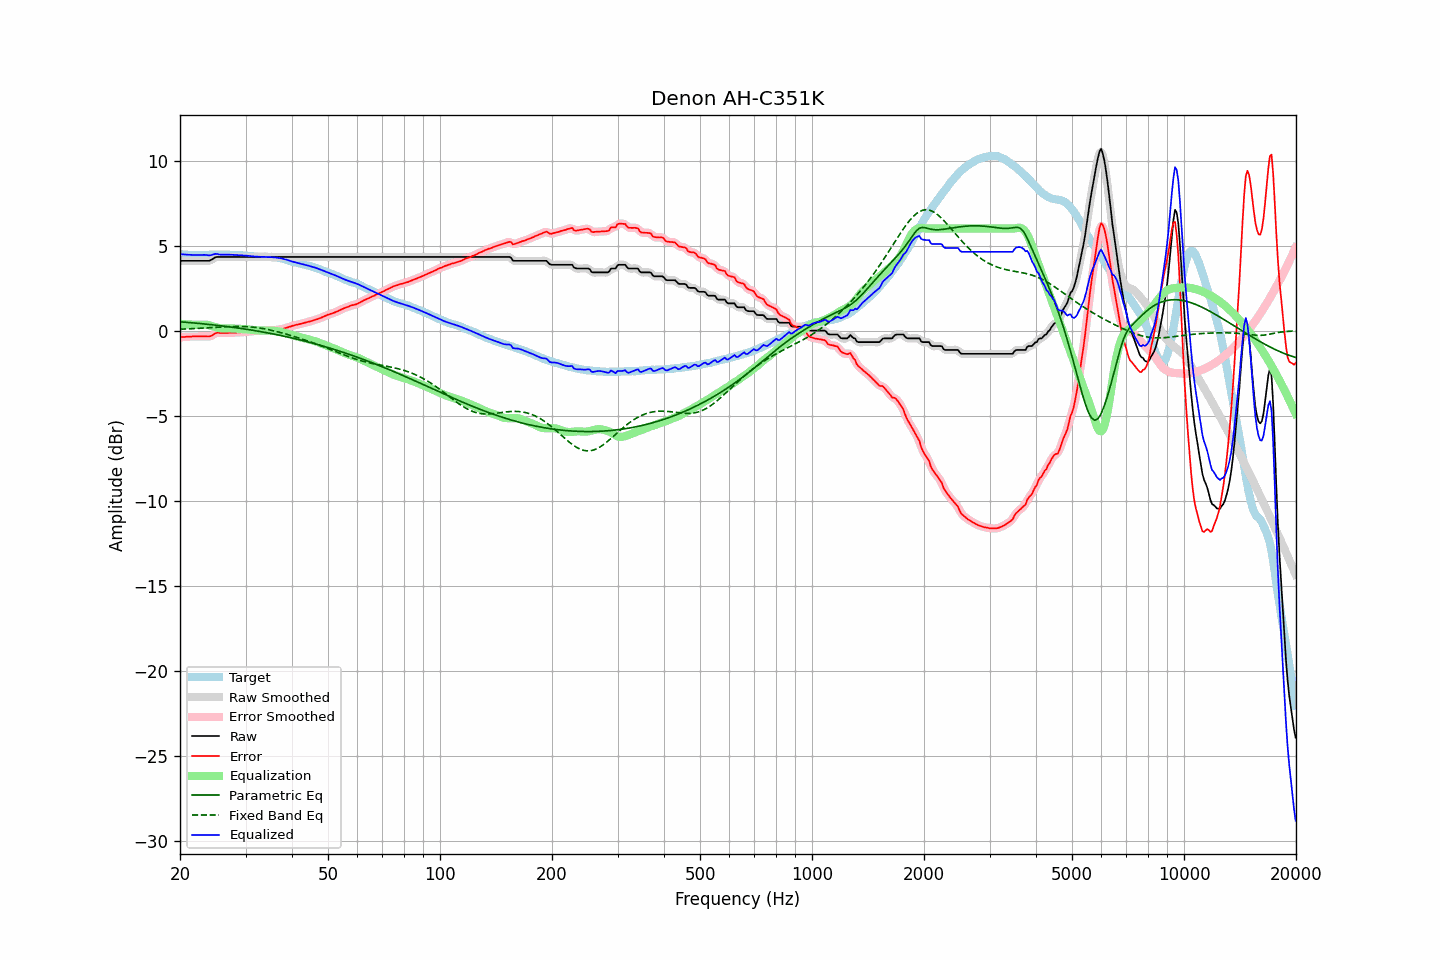 Denon AH-C351K
10
5
0
−5
−10
−15
−20
−25
−30
Amplitude (dBr)
Target
Raw Smoothed
Error Smoothed
Raw
Error
Equalization
Parametric Eq
Fixed Band Eq
Equalized
20 50 100 200 500 1000 2000 5000 10000 20000
Frequency (Hz)